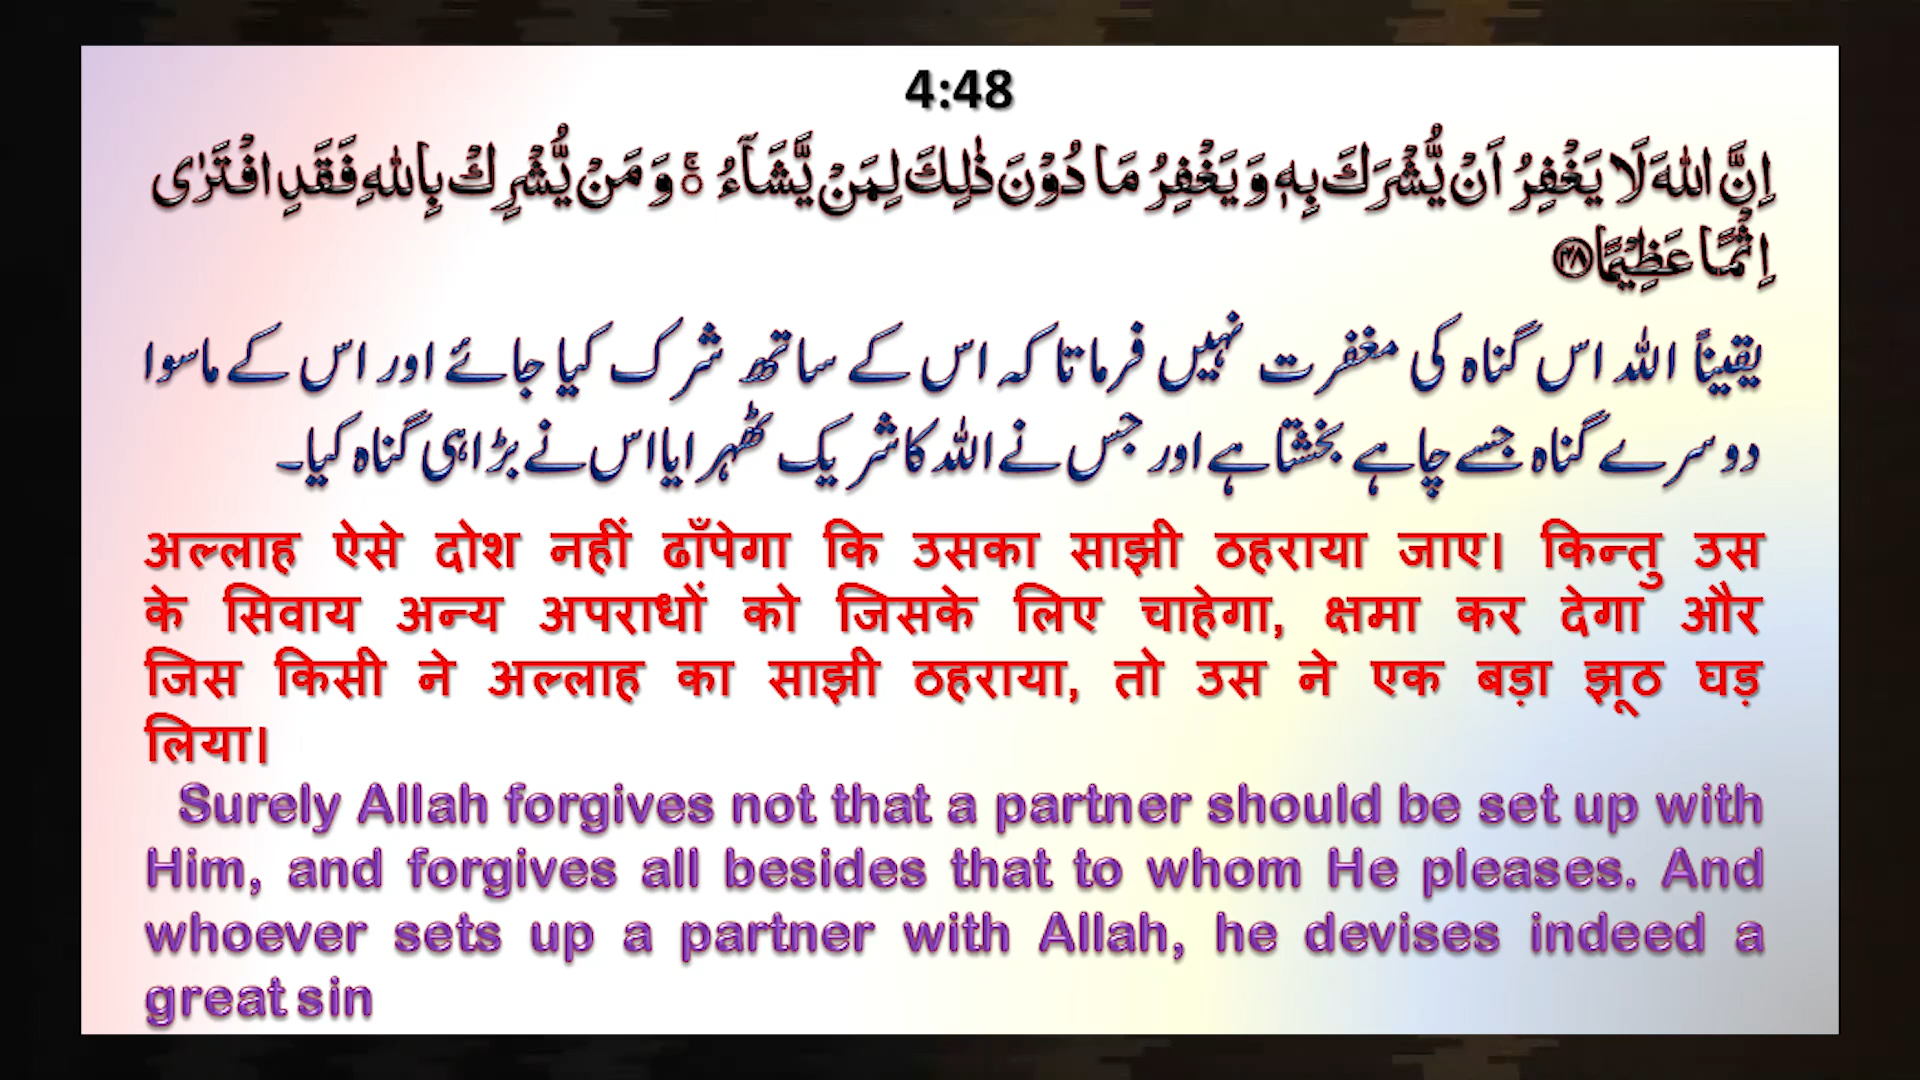 4:48
اِنَّ اللّٰهَ لَا يَغْفِرُ اَنْ يُّشْرَكَ بِهٖ وَيَغْفِرُ مَا دُوْنَ ذٰلِكَ لِمَنْ يَّشَآءُ ۚ وَمَنْ يُّشْرِكْ بِاللّٰهِ فَقَدِ افْتَرٰۤى
اِثْمًا عَظِيْمًا ﴿۴۸﴾
یقیناً اللہ اس گناہ کی مغفرت نہیں فرماتا کہ اس کے ساتھ شرک کیا جائے اور اس کے ماسوا
دوسرے گناہ جسے چاہے بخشتا ہے اور جس نے اللہ کا شریک ٹھہرایا اس نے بڑا ہی گناہ کیا۔
अल्लाह ऐसे दोश नहीं ढाँपेगा कि उसका साझी ठहराया जाए। किन्तु उस
के सिवाय अन्य अपराधों को जिसके लिए चाहेगा, क्षमा कर देगा और
जिस किसी ने अल्लाह का साझी ठहराया, तो उस ने एक बड़ा झूठ घड़
लिया।
Surely Allah forgives not that a partner should be set up with
Him, and forgives all besides that to whom He pleases. And
whoever sets up a partner with Allah, he devises indeed a
great sin